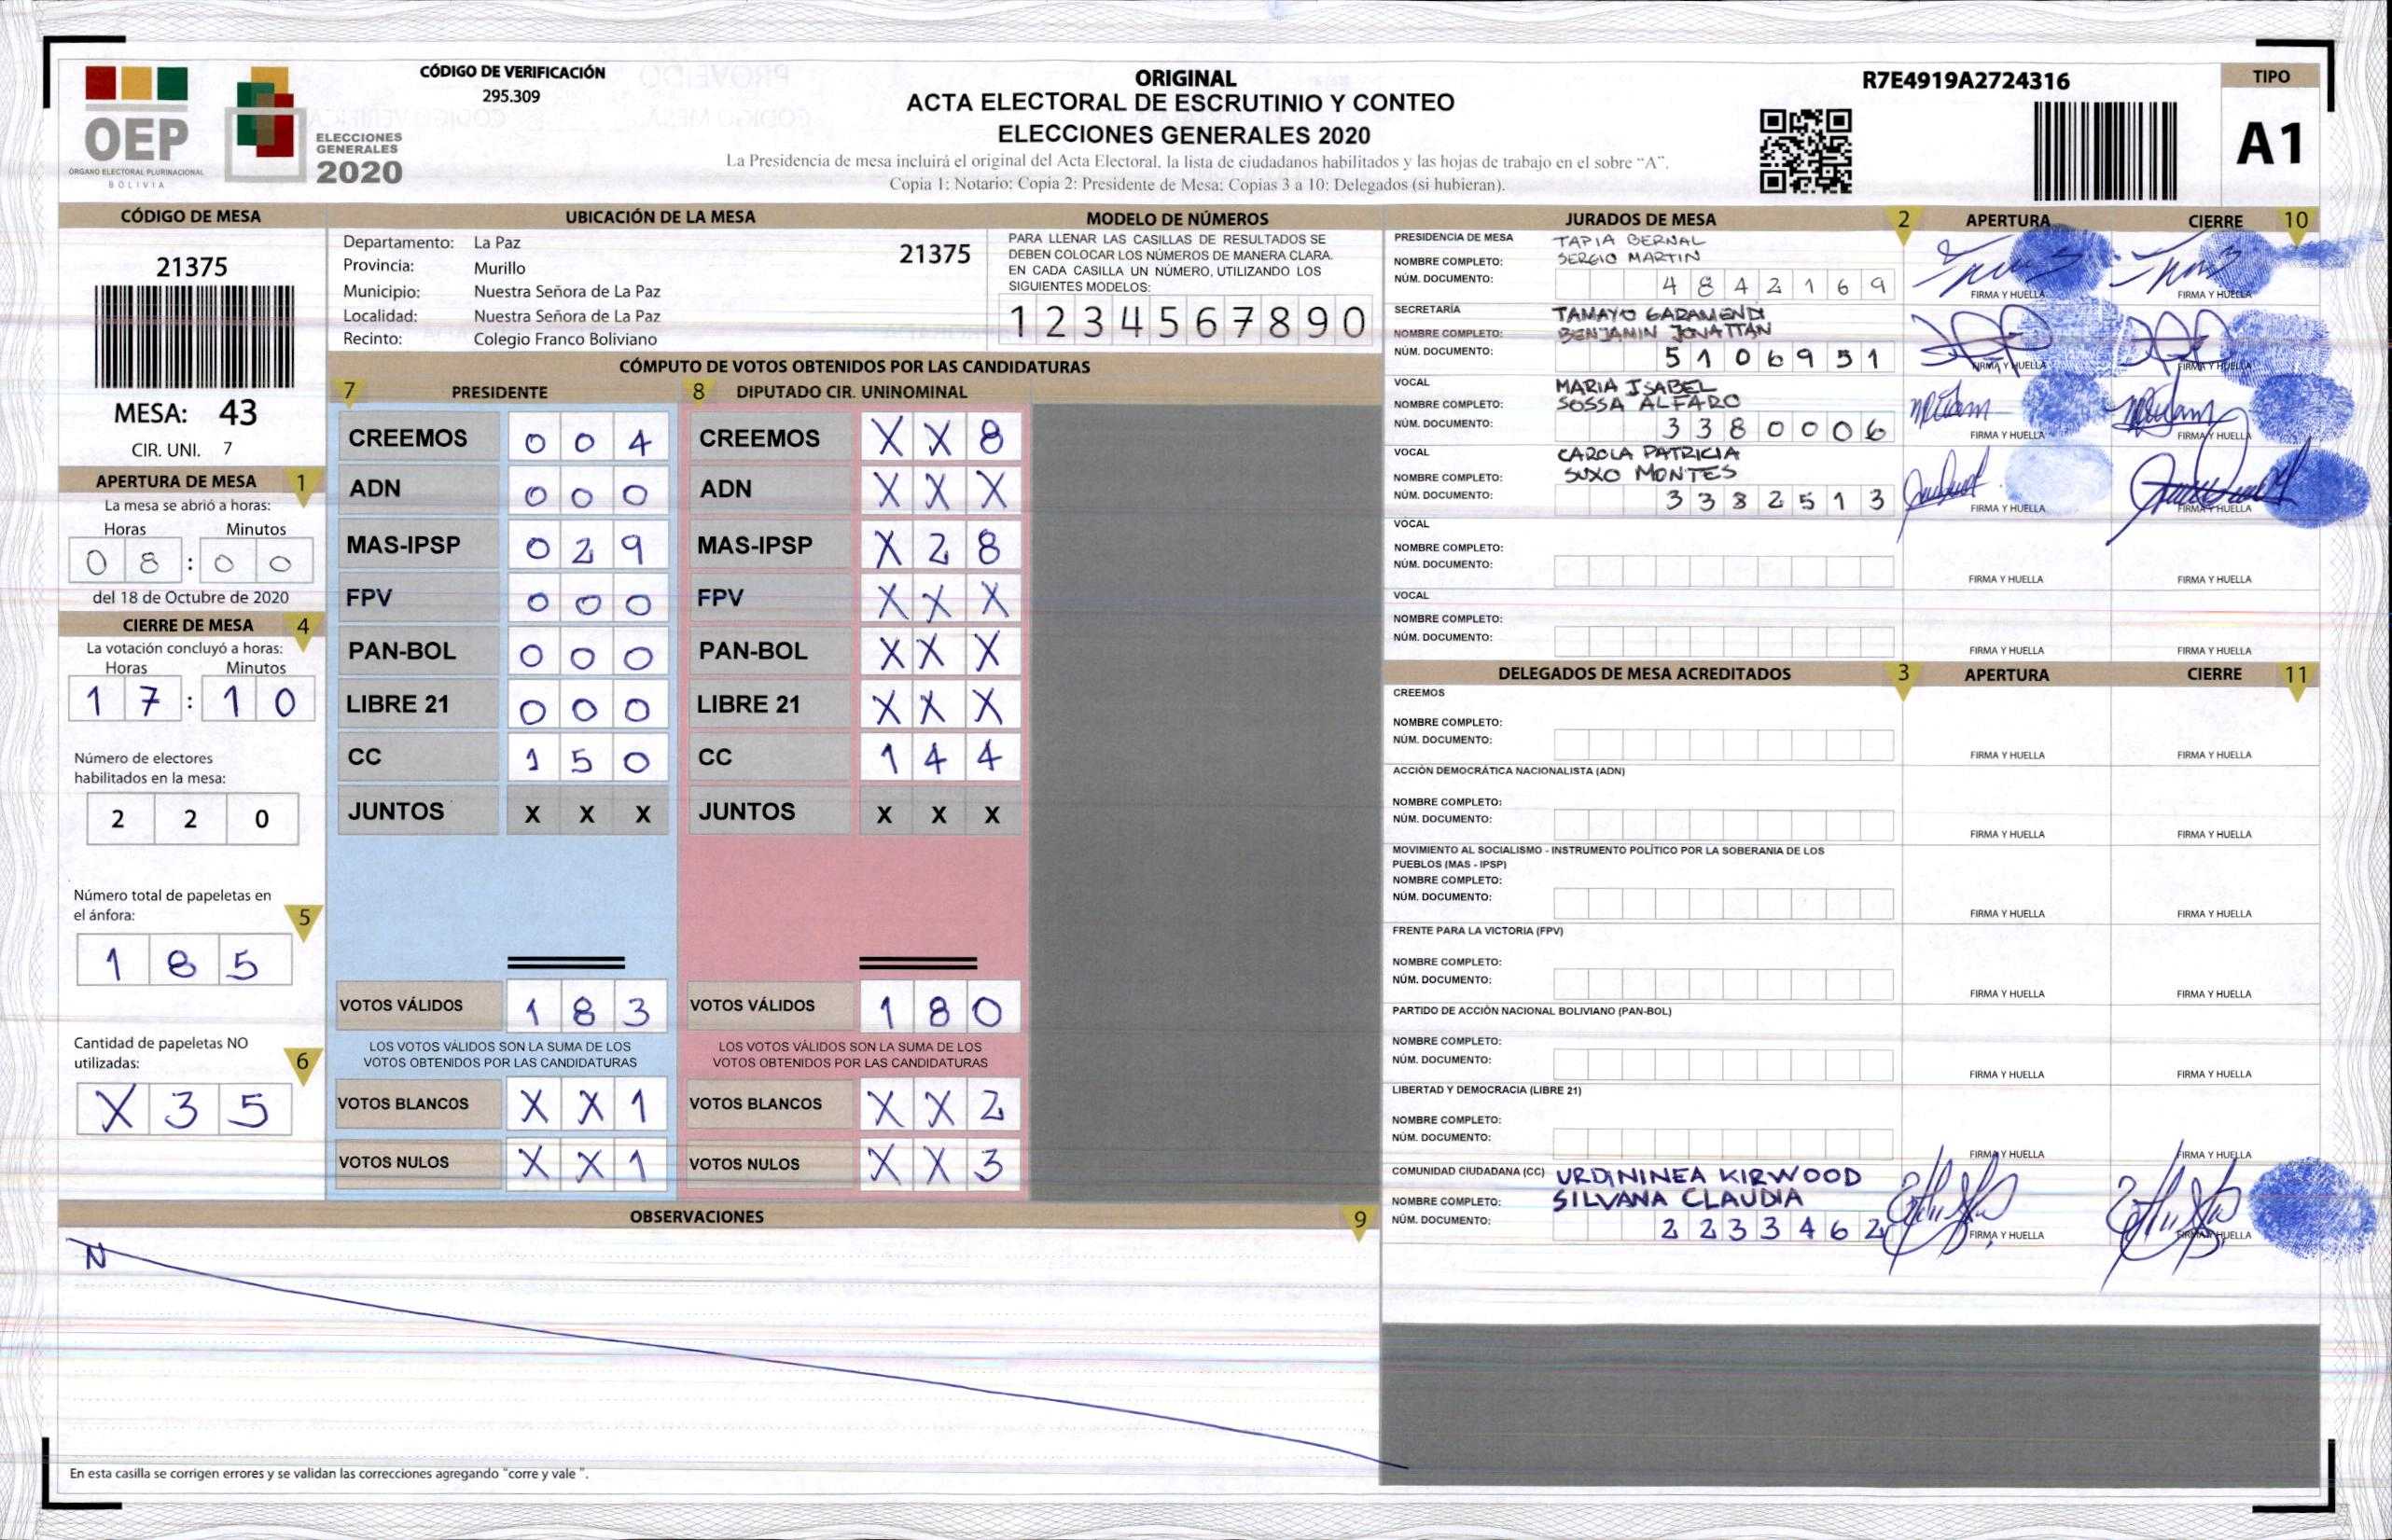 CÓDIGO DE VERIFICACIÓN
295.309
OEP
ÓRGANO ELECTORAL PLURINACIONAL
BOLIVIA
ELECCIONES
GENERALES
2020
ORIGINAL
ACTA ELECTORAL DE ESCRUTINIO Y CONTEO
ELECCIONES GENERALES 2020
La Presidencia de mesa incluirá el original del Acta Electoral, la lista de ciudadanos habilitados y las hojas de trabajo en el sobre “A”.
Copia 1: Notario; Copia 2: Presidente de Mesa; Copias 3 a 10: Delegados (si hubieran).
R7E4919A2724316
TIPO
A1
CÓDIGO DE MESA
21375
MESA: 43
CIR. UNI. 7
APERTURA DE MESA 1
La mesa se abrió a horas:
Horas Minutos
0 8 : 0 0
del 18 de Octubre de 2020
CIERRE DE MESA 4
La votación concluyó a horas:
Horas Minutos
1 7 : 1 0
Número de electores
habilitados en la mesa:
2 2 0
Número total de papeletas en
el ánfora: 5
1 8 5
Cantidad de papeletas NO
utilizadas: 6
X 3 5
UBICACIÓN DE LA MESA
Departamento: La Paz 21375
Provincia: Murillo
Municipio: Nuestra Señora de La Paz
Localidad: Nuestra Señora de La Paz
Recinto: Colegio Franco Boliviano
MODELO DE NÚMEROS
PARA LLENAR LAS CASILLAS DE RESULTADOS SE
DEBEN COLOCAR LOS NÚMEROS DE MANERA CLARA.
EN CADA CASILLA UN NÚMERO, UTILIZANDO LOS
SIGUIENTES MODELOS:
1 2 3 4 5 6 7 8 9 0
CÓMPUTO DE VOTOS OBTENIDOS POR LAS CANDIDATURAS
7 PRESIDENTE
CREEMOS 0 0 4
ADN 0 0 0
MAS-IPSP 0 2 9
FPV 0 0 0
PAN-BOL 0 0 0
LIBRE 21 0 0 0
CC 1 5 0
JUNTOS X X X
VOTOS VÁLIDOS 1 8 3
LOS VOTOS VÁLIDOS SON LA SUMA DE LOS
VOTOS OBTENIDOS POR LAS CANDIDATURAS
VOTOS BLANCOS X X 1
VOTOS NULOS X X 1
8 DIPUTADO CIR. UNINOMINAL
CREEMOS X X 8
ADN X X X
MAS-IPSP X 2 8
FPV X X X
PAN-BOL X X X
LIBRE 21 X X X
CC 1 4 4
JUNTOS X X X
VOTOS VÁLIDOS 1 8 0
LOS VOTOS VÁLIDOS SON LA SUMA DE LOS
VOTOS OBTENIDOS POR LAS CANDIDATURAS
VOTOS BLANCOS X X 2
VOTOS NULOS X X 3
OBSERVACIONES 9
N
En esta casilla se corrigen errores y se validan las correcciones agregando "corre y vale ".
JURADOS DE MESA 2 APERTURA CIERRE 10
PRESIDENCIA DE MESA TAPIA BERNAL
NOMBRE COMPLETO: SERGIO MARTIN
NÚM. DOCUMENTO: 4 8 4 2 1 6 9 FIRMA Y HUELLA FIRMA Y HUELLA
SECRETARÍA TAMAYO GARAMENDI
NOMBRE COMPLETO: BENJAMIN JONATTAN
NÚM. DOCUMENTO: 5 1 0 6 9 5 1 FIRMA Y HUELLA FIRMA Y HUELLA
VOCAL MARIA ISABEL
NOMBRE COMPLETO: SOSSA ALFARO
NÚM. DOCUMENTO: 3 3 8 0 0 0 6 FIRMA Y HUELLA FIRMA Y HUELLA
VOCAL CAROLA PATRICIA
NOMBRE COMPLETO: SUXO MONTES
NÚM. DOCUMENTO: 3 3 8 2 5 1 3 FIRMA Y HUELLA FIRMA Y HUELLA
VOCAL
NOMBRE COMPLETO:
NÚM. DOCUMENTO: FIRMA Y HUELLA FIRMA Y HUELLA
VOCAL
NOMBRE COMPLETO:
NÚM. DOCUMENTO: FIRMA Y HUELLA FIRMA Y HUELLA
DELEGADOS DE MESA ACREDITADOS 3 APERTURA CIERRE 11
CREEMOS
NOMBRE COMPLETO:
NÚM. DOCUMENTO: FIRMA Y HUELLA FIRMA Y HUELLA
ACCIÓN DEMOCRÁTICA NACIONALISTA (ADN)
NOMBRE COMPLETO:
NÚM. DOCUMENTO: FIRMA Y HUELLA FIRMA Y HUELLA
MOVIMIENTO AL SOCIALISMO - INSTRUMENTO POLÍTICO POR LA SOBERANIA DE LOS
PUEBLOS (MAS - IPSP)
NOMBRE COMPLETO:
NÚM. DOCUMENTO: FIRMA Y HUELLA FIRMA Y HUELLA
FRENTE PARA LA VICTORIA (FPV)
NOMBRE COMPLETO:
NÚM. DOCUMENTO: FIRMA Y HUELLA FIRMA Y HUELLA
PARTIDO DE ACCIÓN NACIONAL BOLIVIANO (PAN-BOL)
NOMBRE COMPLETO:
NÚM. DOCUMENTO: FIRMA Y HUELLA FIRMA Y HUELLA
LIBERTAD Y DEMOCRACIA (LIBRE 21)
NOMBRE COMPLETO:
NÚM. DOCUMENTO: FIRMA Y HUELLA FIRMA Y HUELLA
COMUNIDAD CIUDADANA (CC) URDININEA KIRWOOD
NOMBRE COMPLETO: SILVANA CLAUDIA
NÚM. DOCUMENTO: 2 2 3 3 4 6 2 FIRMA Y HUELLA FIRMA Y HUELLA